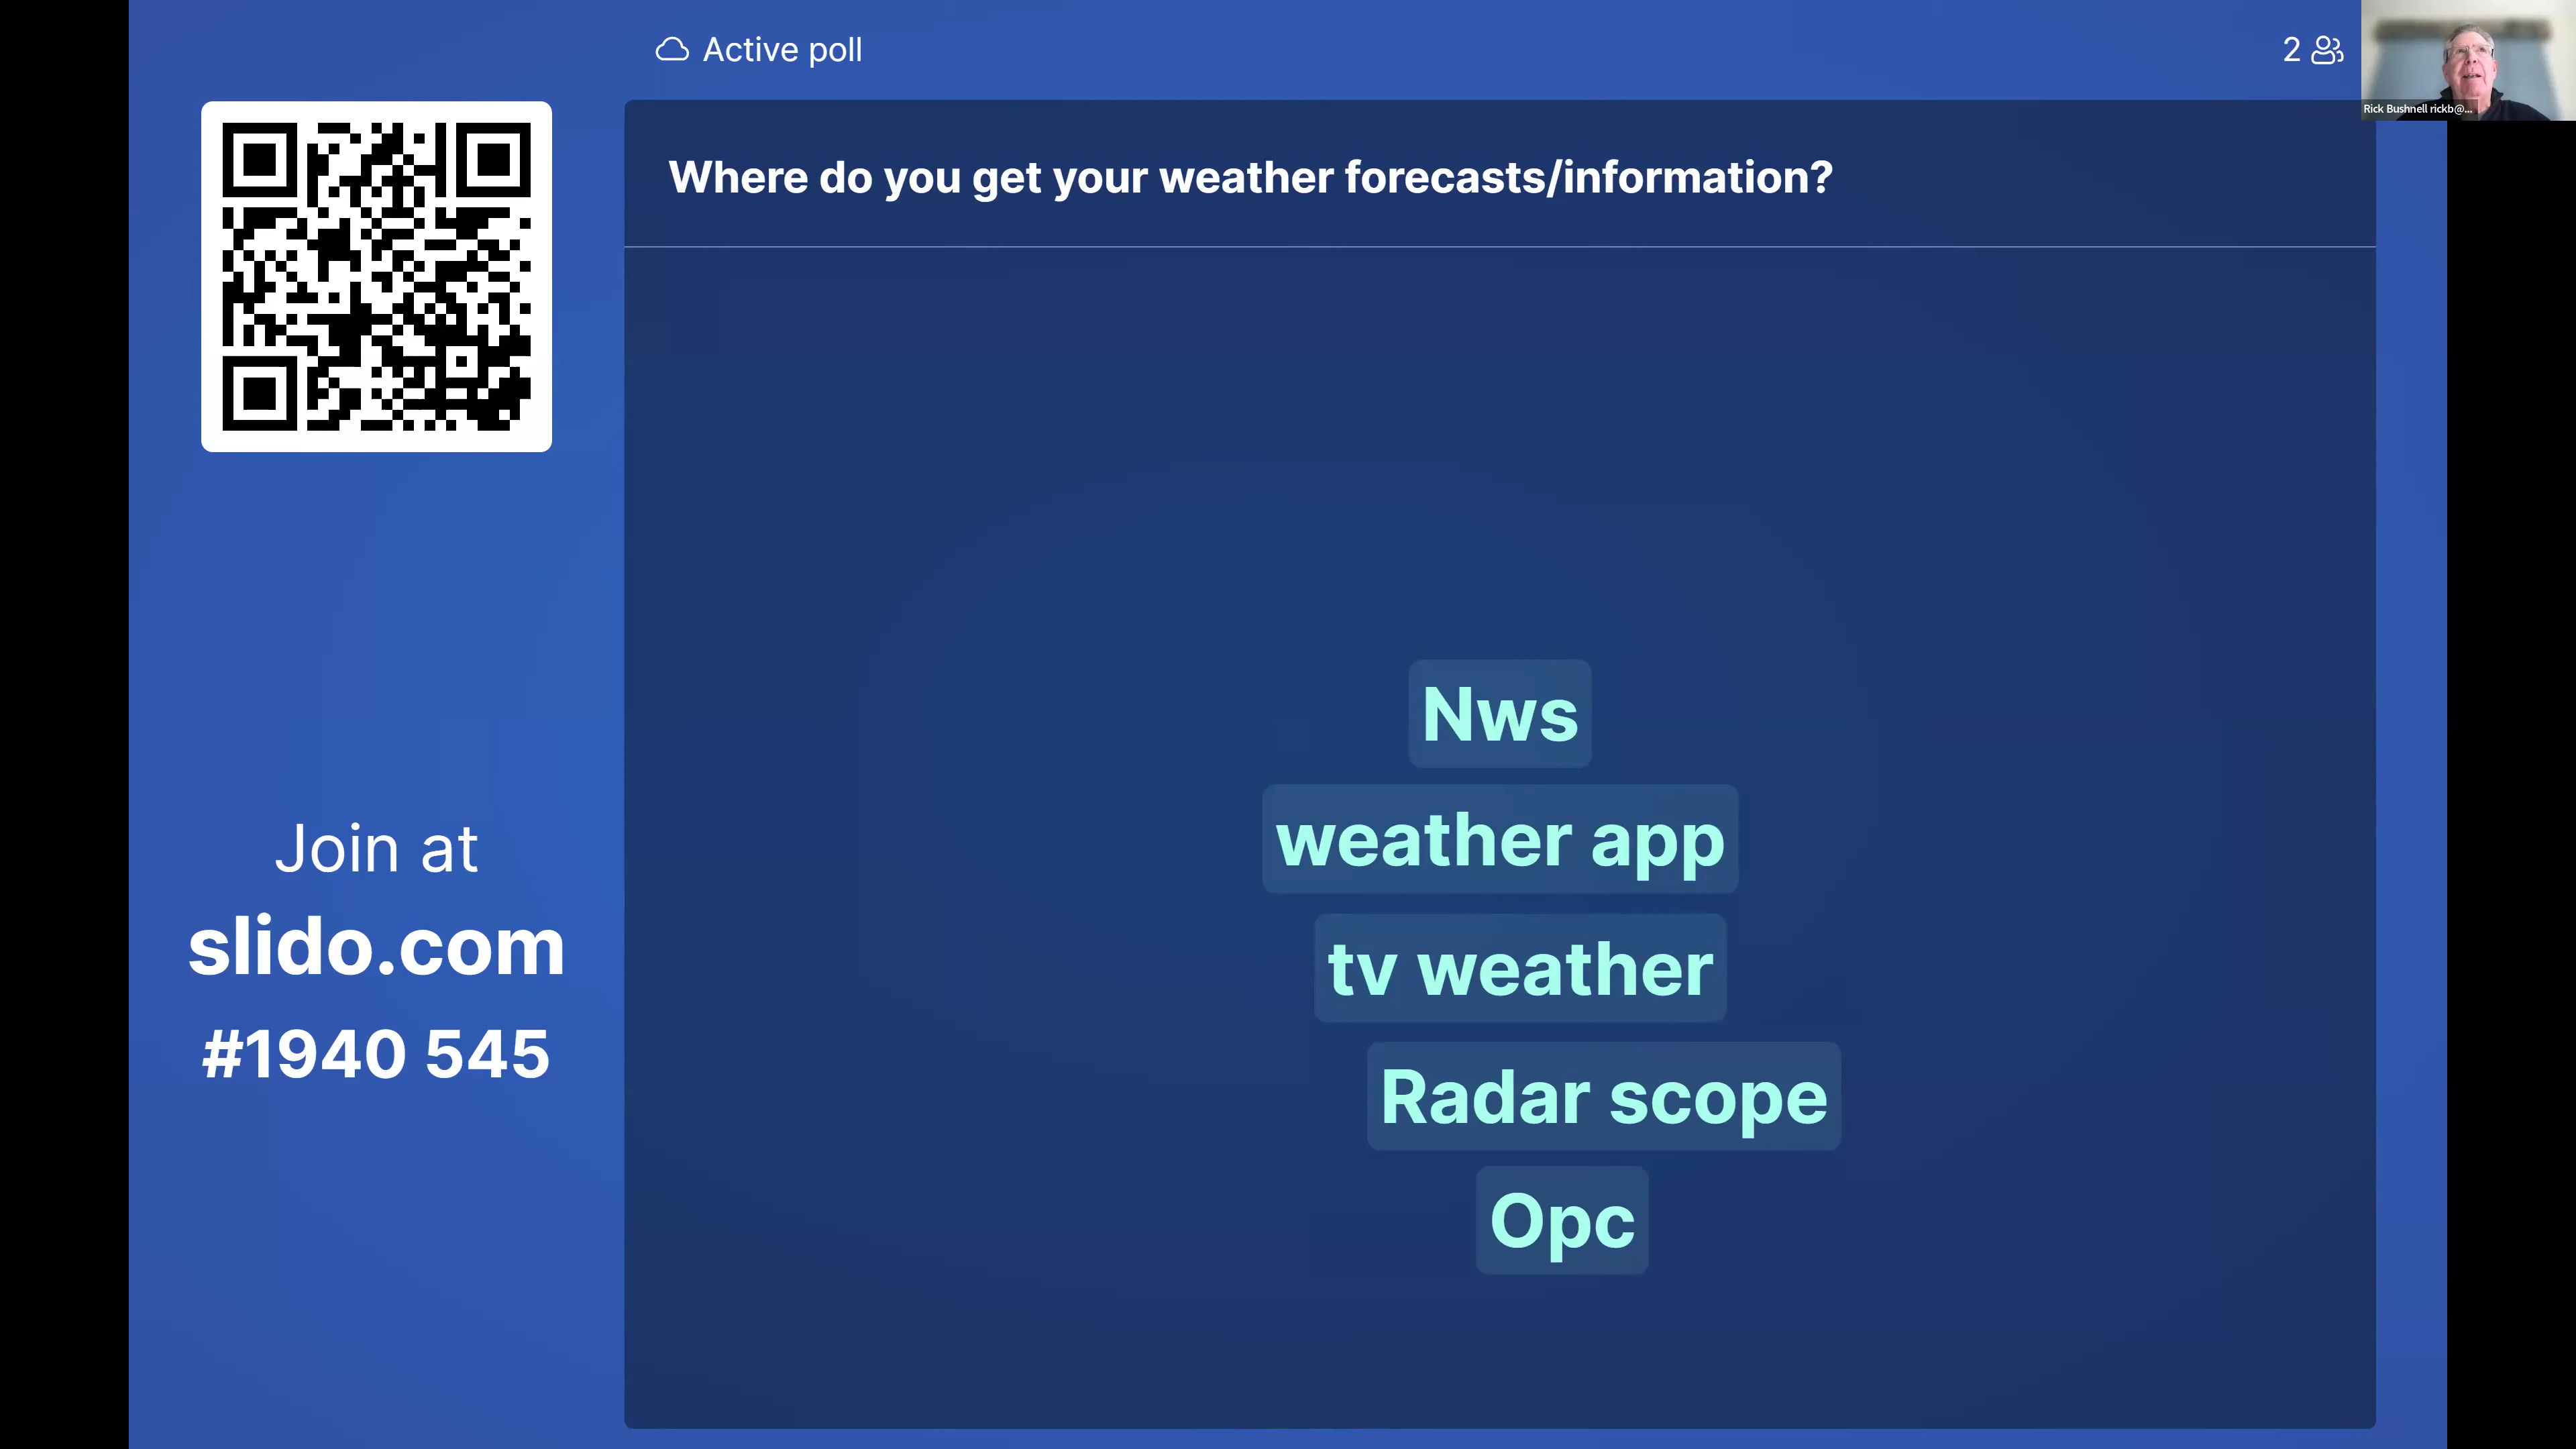 Active poll
2
Rick Bushnell rickb@...
Where do you get your weather forecasts/information?
Nws
weather app
tv weather
Radar scope
Opc
Join at
slido.com
#1940 545